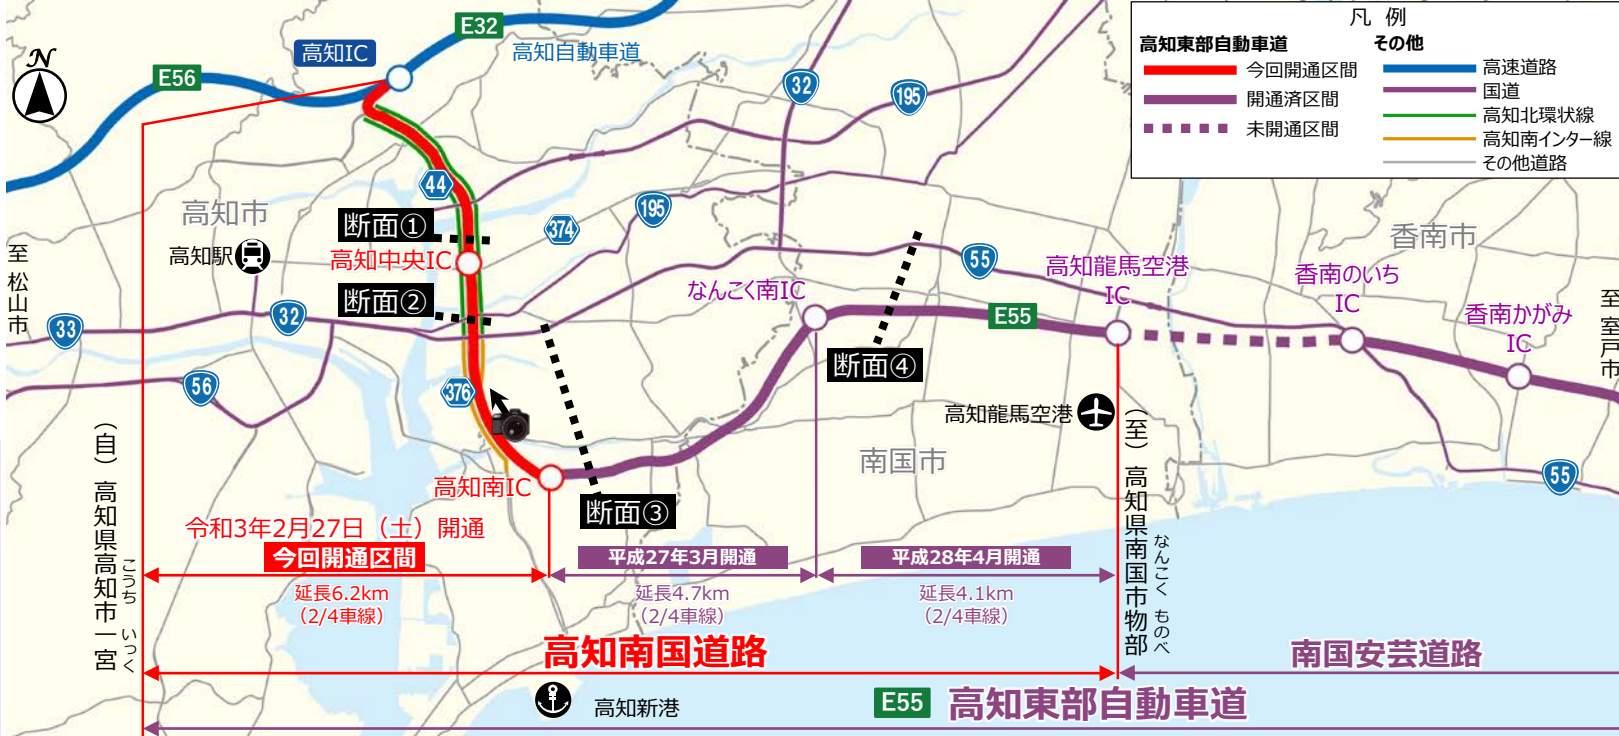 凡 例
高知東部自動車道
今回開通区間
開通済区間
未開通区間
その他
高速道路
国道
高知北環状線
高知南インター線
その他道路
N
E32
高知IC
高知自動車道
E56
32
195
44
高知市
断面①
374
195
高知駅
高知中央IC
至 松山市
断面②
32
33
56
376
55
香南市
なんこく南IC
高知龍馬空港
IC
香南のいち
IC
香南かがみ
IC
至 室戸市
E55
断面④
高知龍馬空港
南国市
高知南IC
断面③
55
(自)高知県高知市一宮
こうち
いっく
(至)高知県南国市物部
なんこく
ものべ
令和3年2月27日(土)開通
今回開通区間
延長6.2km
(2/4車線)
平成27年3月開通
延長4.7km
(2/4車線)
平成28年4月開通
延長4.1km
(2/4車線)
高知南国道路
南国安芸道路
高知新港
E55 高知東部自動車道